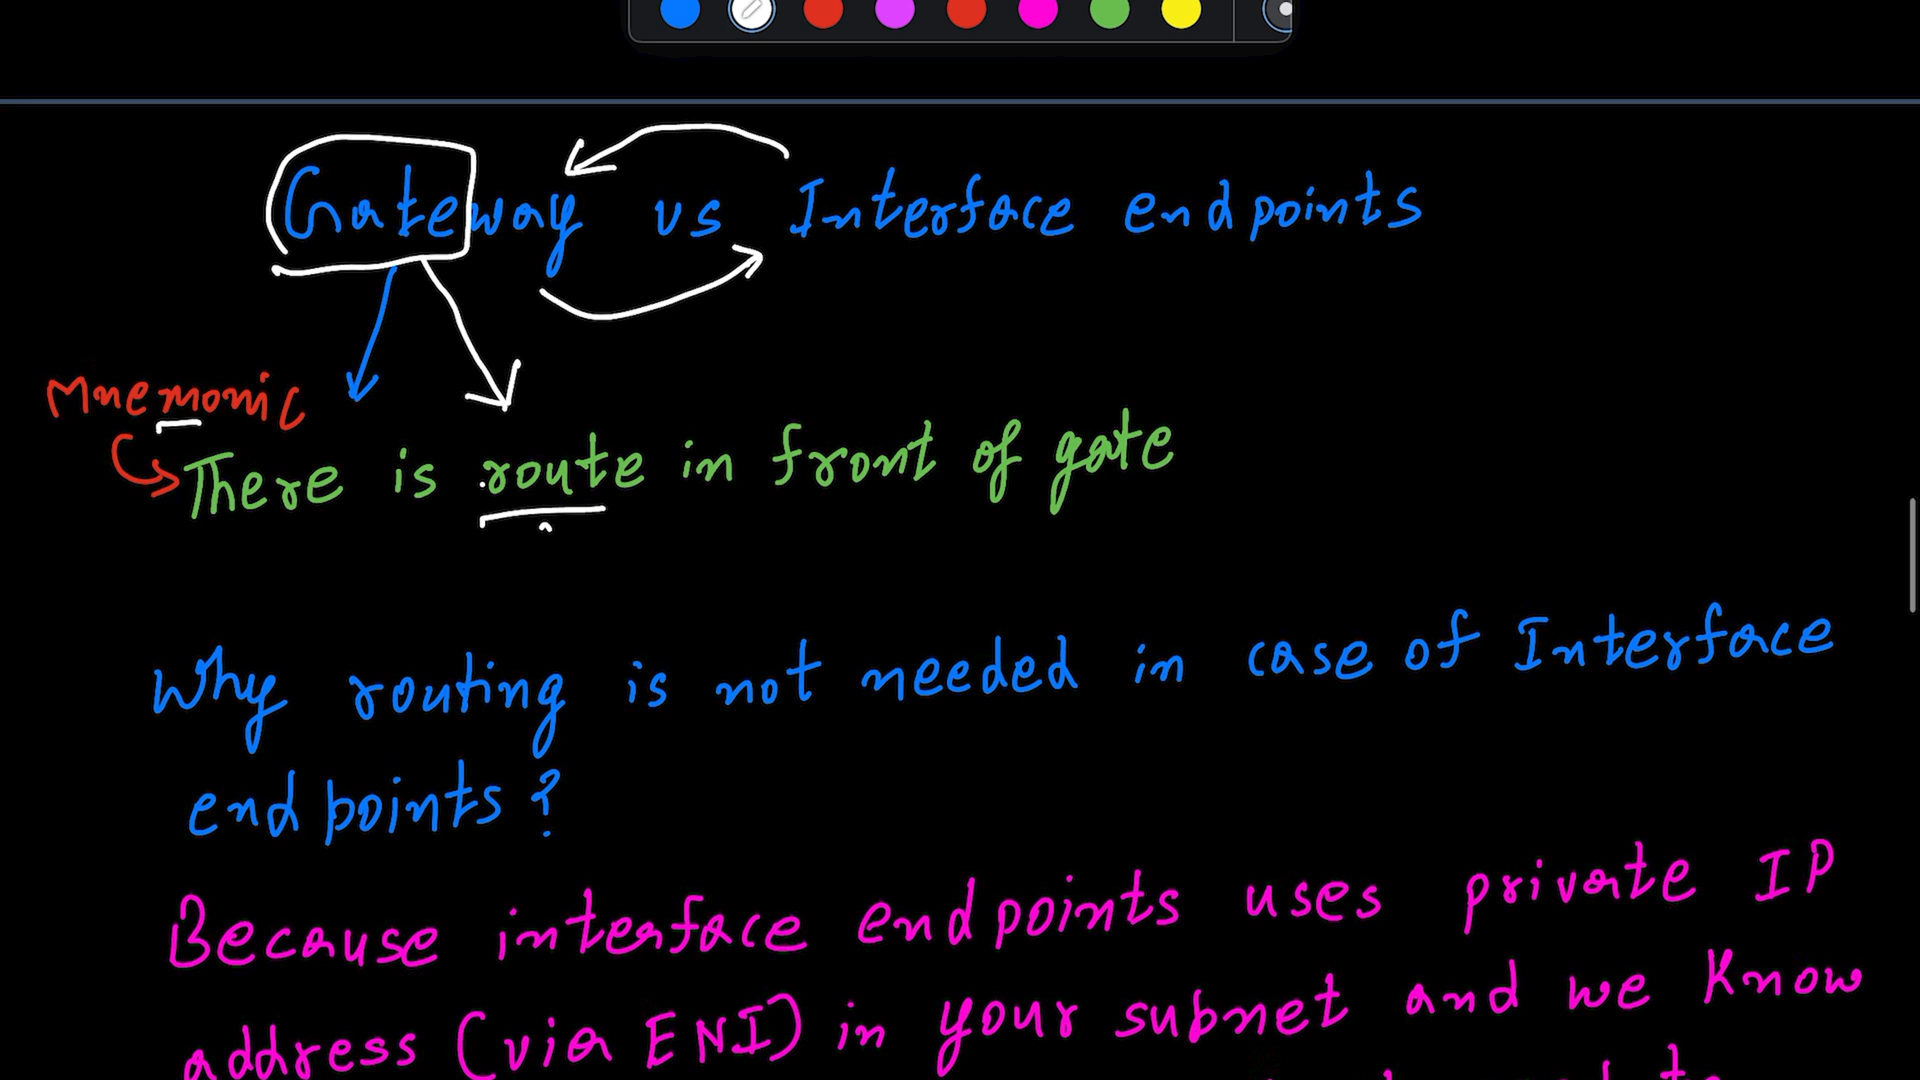 Gateway vs Interface endpoints
Mnemonic
There is route in front of gate
Why routing is not needed in case of Interface
endpoints?
Because interface endpoints uses private IP
address (via ENI) in your subnet and we know